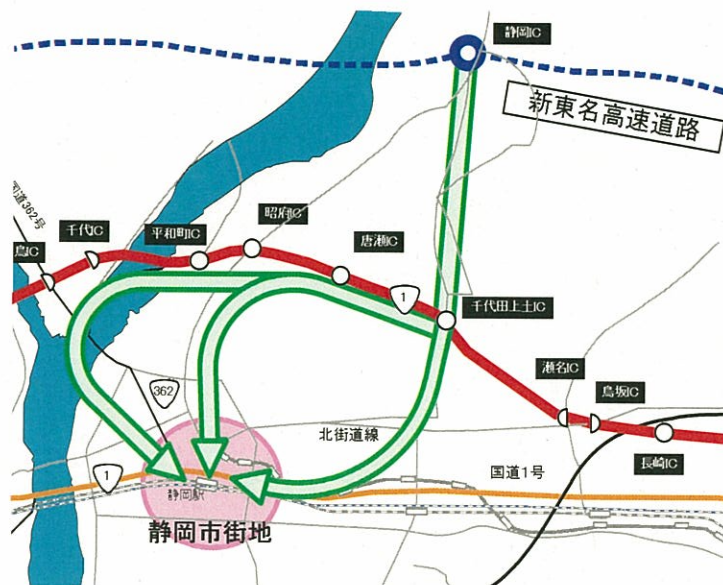 静岡IC
新東名高速道路
国道362号
昭府IC
千代IC
平和町IC
鳥IC
唐瀬IC
1
千代田上土IC
瀬名IC
鳥坂IC
362
北街道線
長崎IC
1
国道1号
静岡駅
静岡市街地